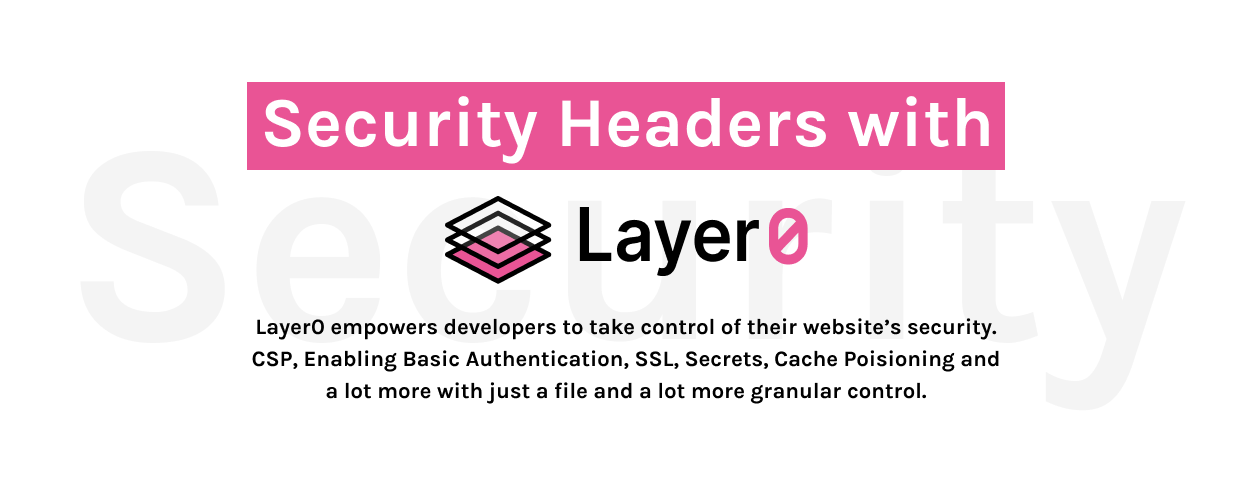 Security
Security Headers with
Layer0
Layer0 empowers developers to take control of their website’s security.
CSP, Enabling Basic Authentication, SSL, Secrets, Cache Poisioning and
a lot more with just a file and a lot more granular control.